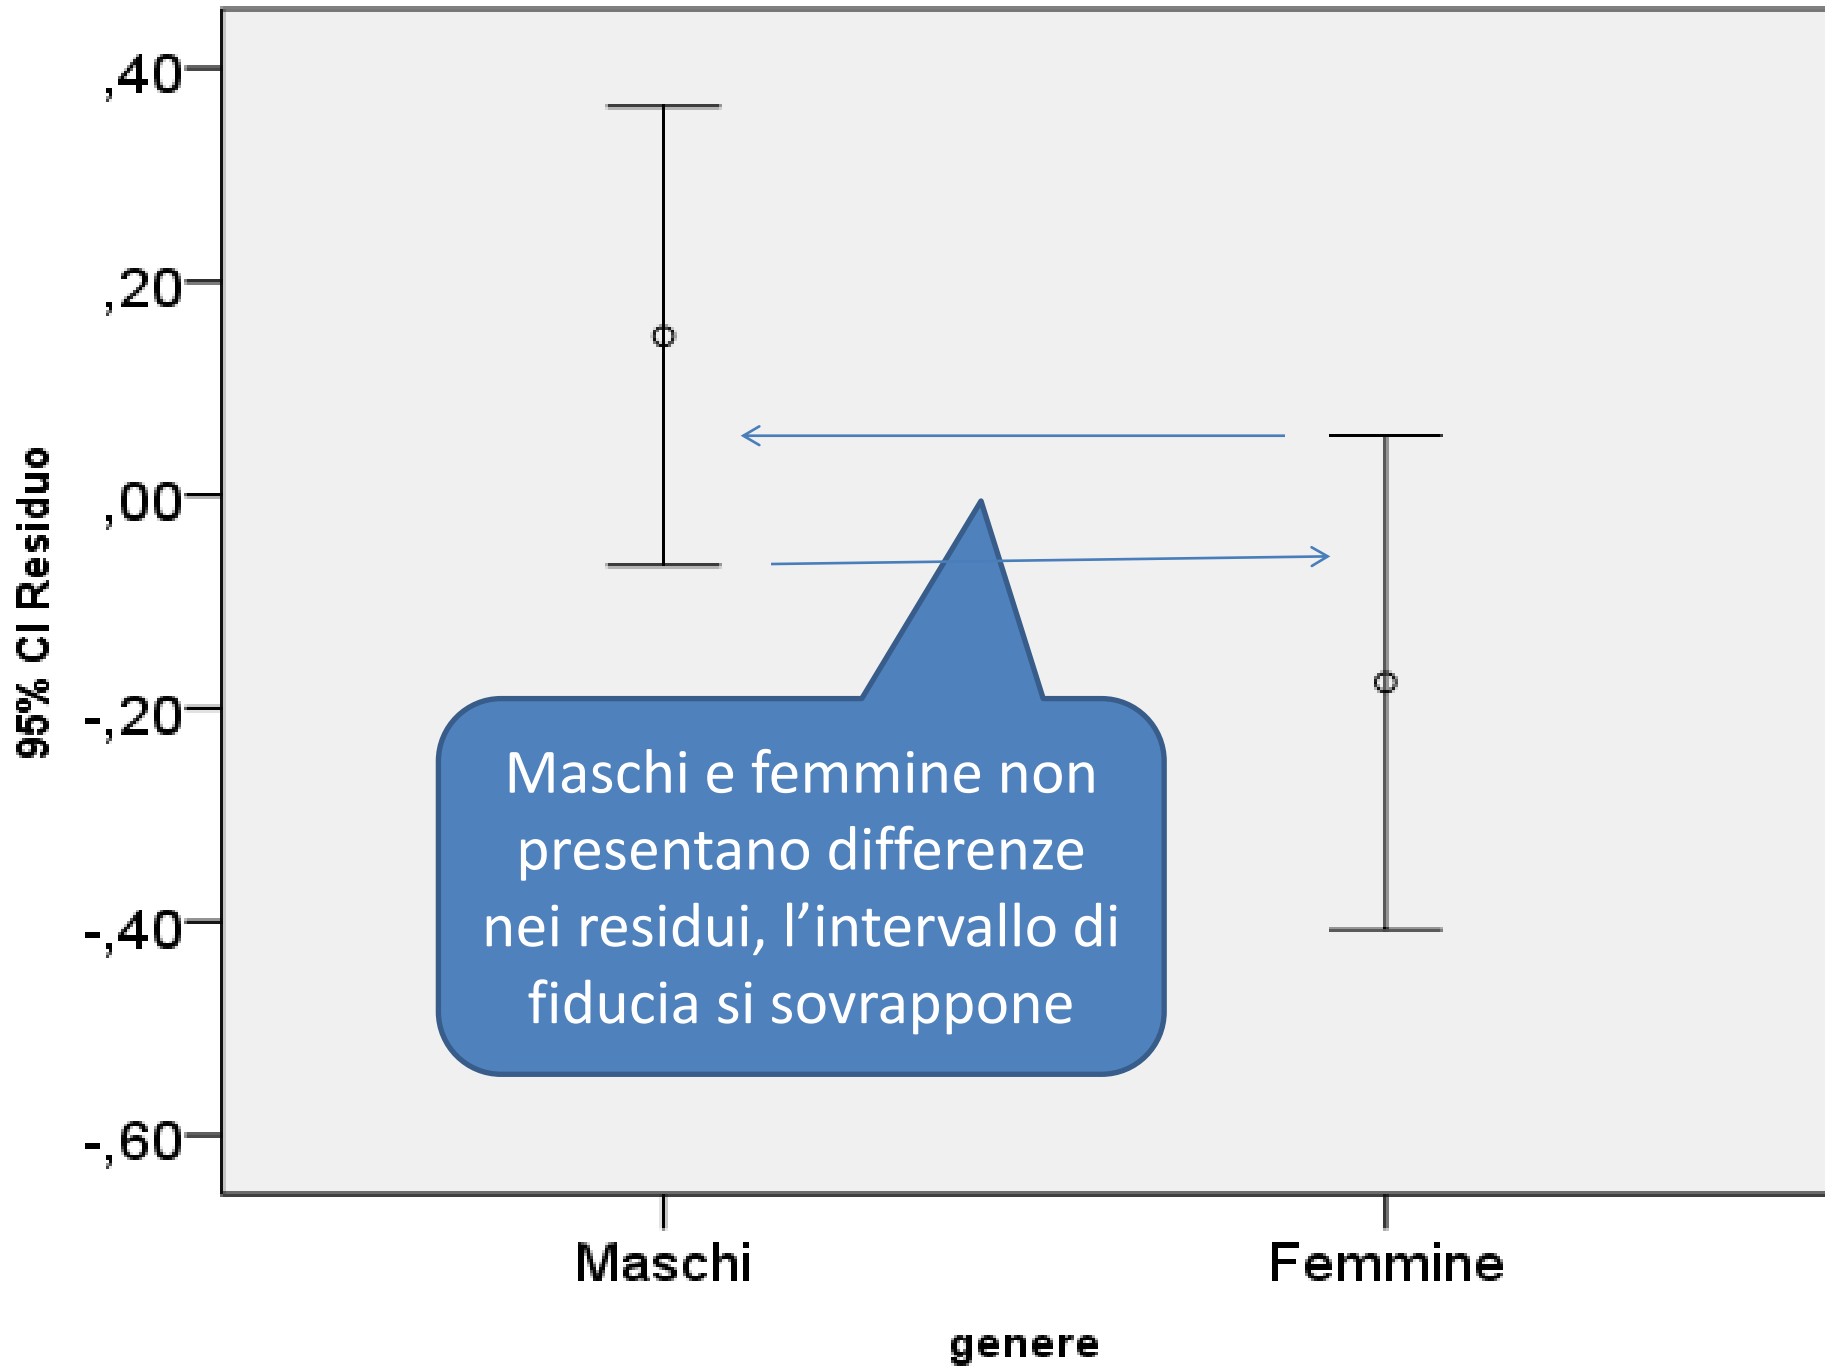 ,40
,20
,00
-,20
-,40
-,60
95% CI Residuo
Maschi e femmine non
presentano differenze
nei residui, l’intervallo di
fiducia si sovrappone
Maschi
Femmine
genere